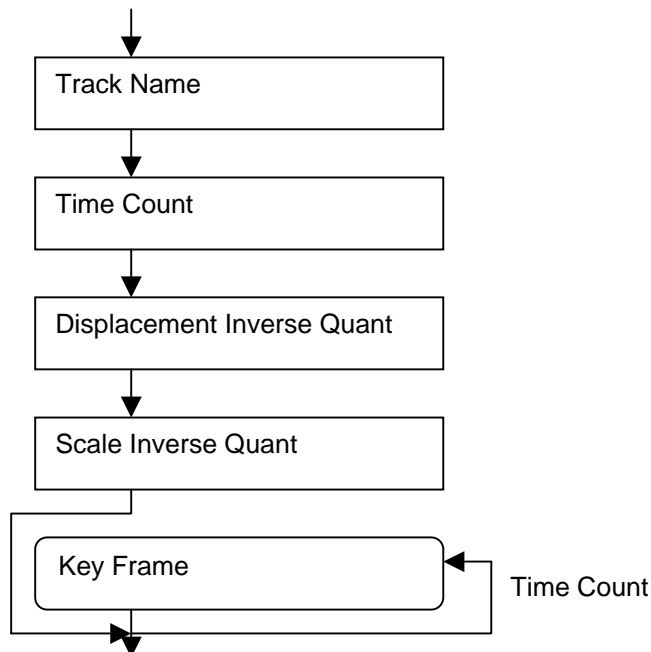 Track Name
Time Count
Displacement Inverse Quant
Scale Inverse Quant
Key Frame
Time Count